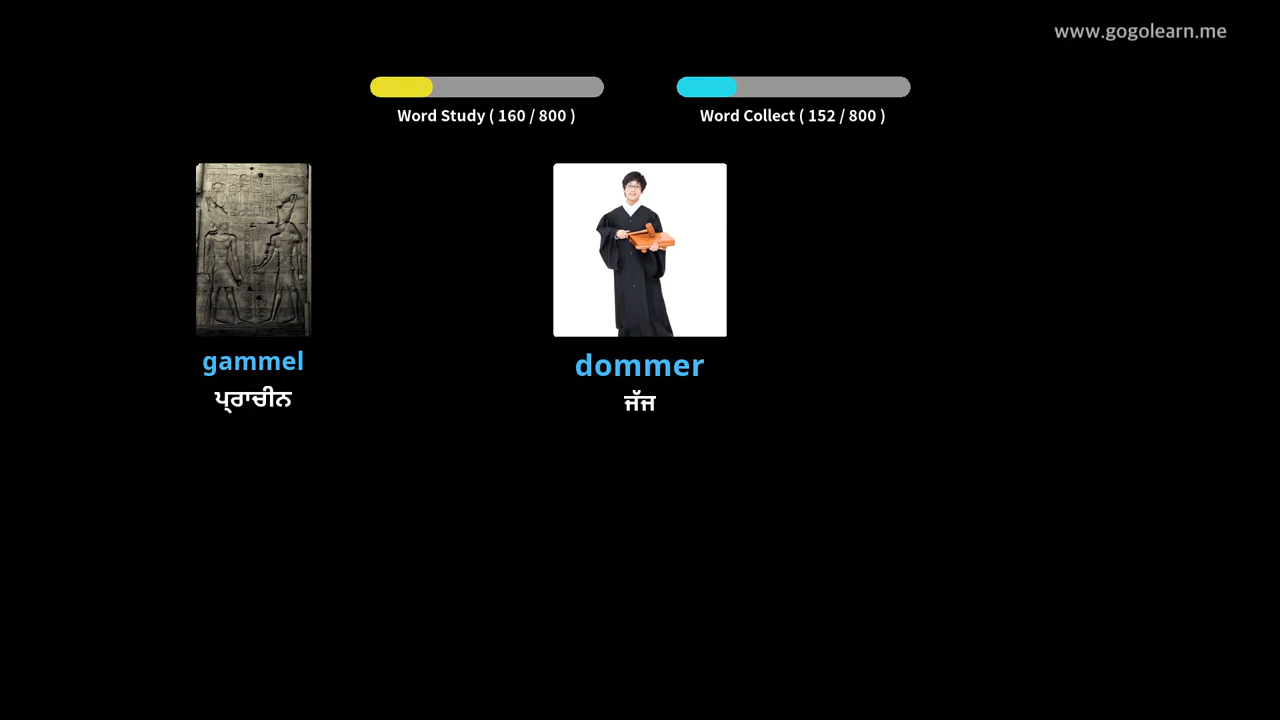 www.gogolearn.me
Word Study ( 160 / 800 )
Word Collect ( 152 / 800 )
gammel
ਪ੍ਰਾਚੀਨ
dommer
ਜੱਜ